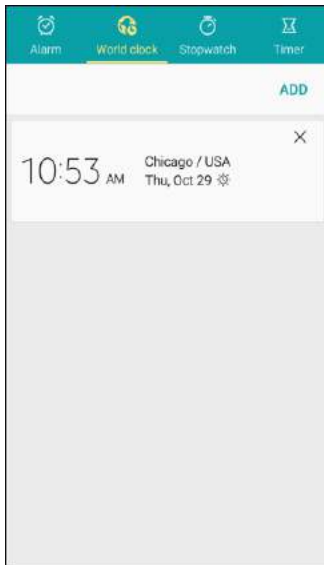 Alarm World clock Stopwatch Timer
ADD
10:53 AM
Chicago / USA
Thu, Oct 29